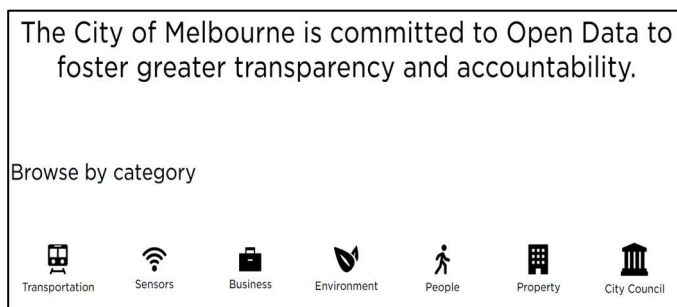 The City of Melbourne is committed to Open Data to
foster greater transparency and accountability.
Browse by category
Transportation
Sensors
Business
Environment
People
Property
City Council